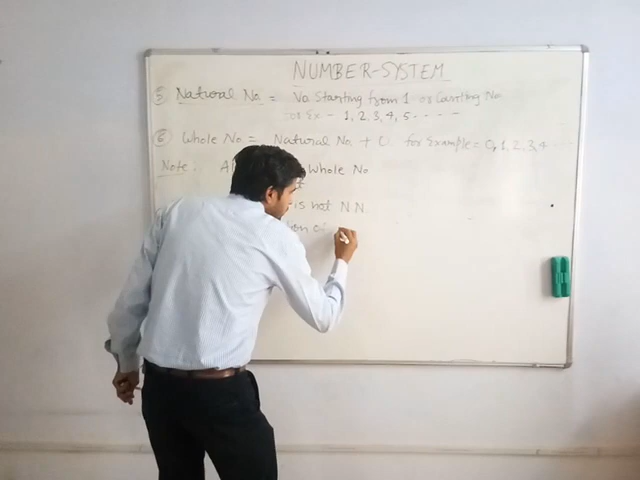 NUMBER-SYSTEM
⑤ Natural No. = No. Starting from 1 or Counting No
or Ex - 1, 2, 3, 4, 5 - - - -
⑥ Whole No = Natural No. + 0 for Example = 0, 1, 2, 3, 4 ...
Note: A Whole No
is not N.N.
of